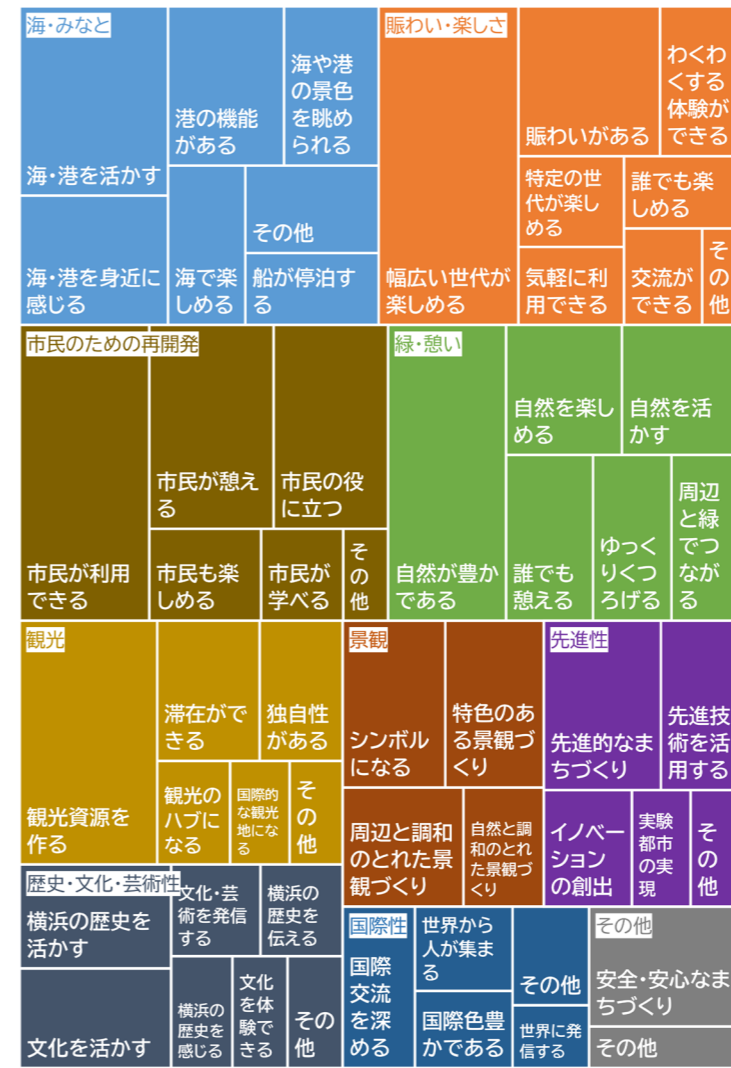 海・みなと
海・港を活かす
港の機能
がある
海や港
の景色
を眺め
られる
海・港を身近に
感じる
海で楽
しめる
その他
船が停泊す
る
賑わい・楽しさ
幅広い世代が
楽しめる
賑わいがある
わくわ
くする
体験が
できる
特定の世
代が楽し
める
誰でも楽
しめる
気軽に利
用できる
交流が
できる
そ
の
他
市民のための再開発
市民が利用
できる
市民が憩え
る
市民の役
に立つ
市民も楽
しめる
市民が
学べる
そ
の
他
緑・憩い
自然が豊か
である
自然を楽し
める
自然を活
かす
誰でも
憩える
ゆっく
りくつ
ろげる
周辺
と緑
でつ
なが
る
観光
観光資源を
作る
滞在がで
きる
独自性
がある
観光の
ハブに
なる
国際的
な観光
地にな
る
そ
の
他
景観
シンボル
になる
特色のあ
る景観づ
くり
周辺と調和
のとれた景
観づくり
自然と調
和のとれ
た景観づ
くり
先進性
先進的なま
ちづくり
先進技
術を活
用する
イノベー
ション
の創出
実験
都市
の実
現
そ
の
他
歴史・文化・芸術性
横浜の歴史を
活かす
文化・芸
術を発信
する
横浜の
歴史を
伝える
文化を活かす
横浜の
歴史を
感じる
文化
を体
験で
きる
その
他
国際性
国際
交流
を深
める
世界から
人が集ま
る
その他
国際色豊
かである
世界に発
信する
その他
安全・安心なま
ちづくり
その他